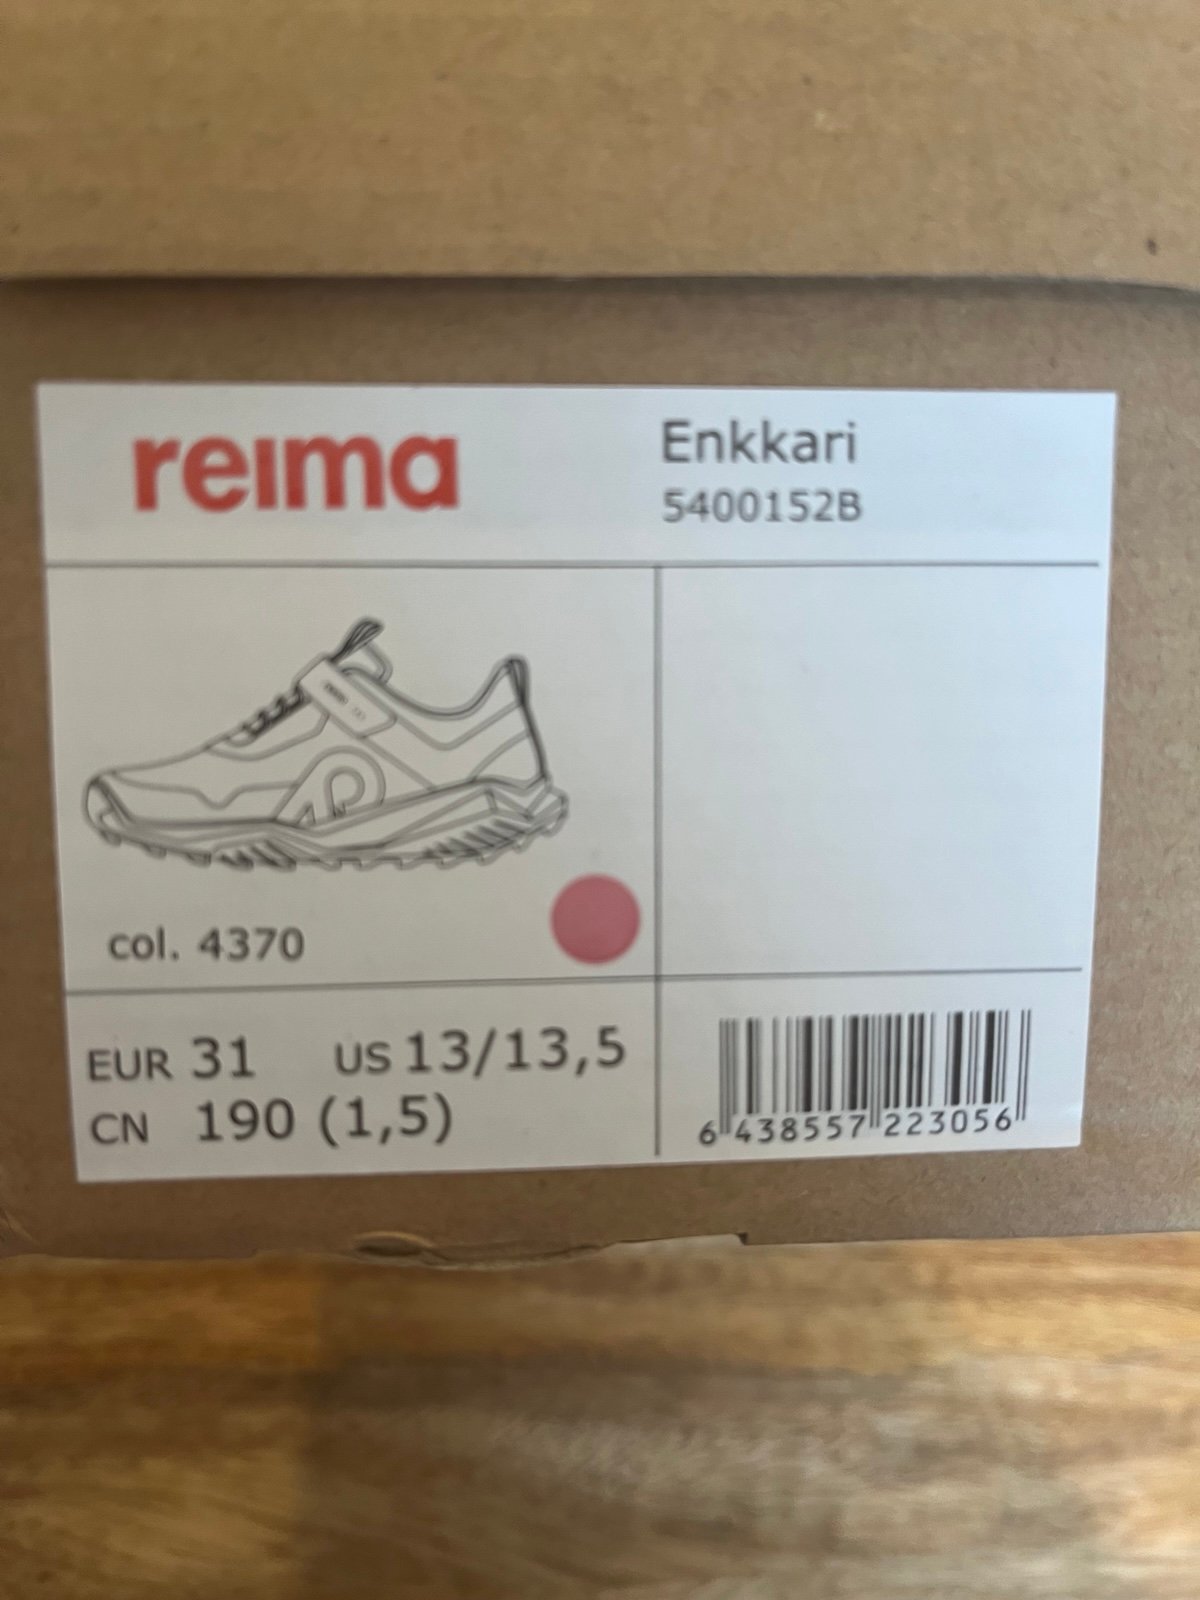 reima
Enkkari
5400152B
col. 4370
EUR 31 US 13/13,5
CN 190 (1,5)
6 438557 223056